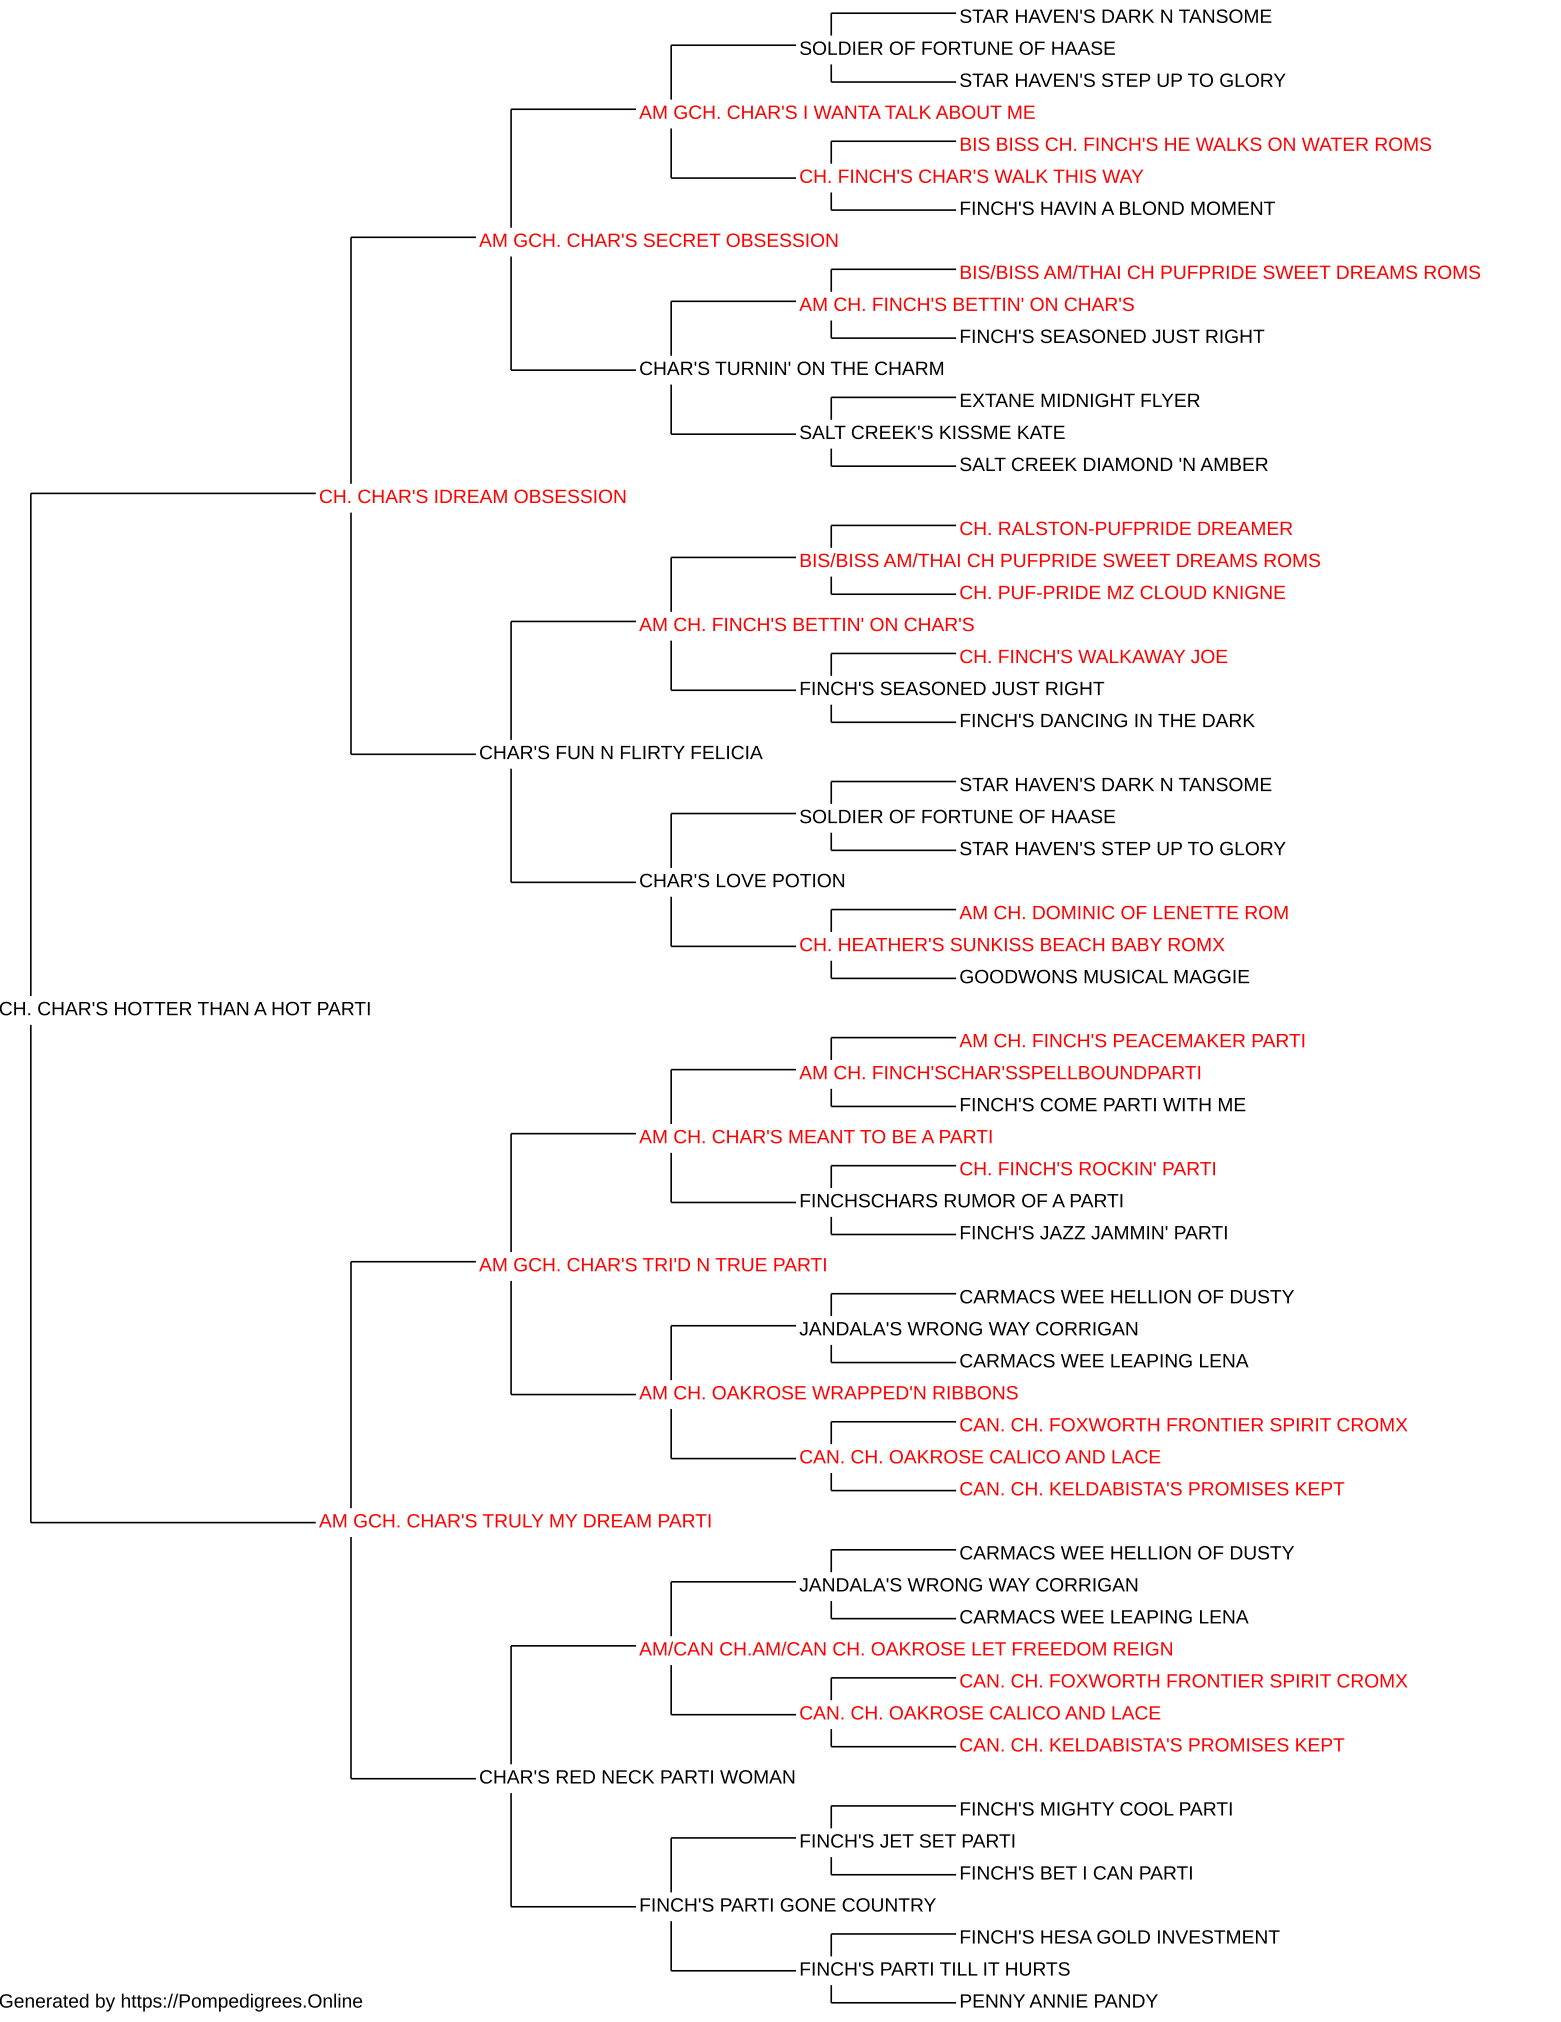 STAR HAVEN'S DARK N TANSOME
SOLDIER OF FORTUNE OF HAASE
STAR HAVEN'S STEP UP TO GLORY
AM GCH. CHAR'S I WANTA TALK ABOUT ME
BIS BISS CH. FINCH'S HE WALKS ON WATER ROMS
CH. FINCH'S CHAR'S WALK THIS WAY
FINCH'S HAVIN A BLOND MOMENT
AM GCH. CHAR'S SECRET OBSESSION
BIS/BISS AM/THAI CH PUFPRIDE SWEET DREAMS ROMS
AM CH. FINCH'S BETTIN' ON CHAR'S
FINCH'S SEASONED JUST RIGHT
CHAR'S TURNIN' ON THE CHARM
EXTANE MIDNIGHT FLYER
SALT CREEK'S KISSME KATE
SALT CREEK DIAMOND 'N AMBER
CH. CHAR'S IDREAM OBSESSION
CH. RALSTON-PUFPRIDE DREAMER
BIS/BISS AM/THAI CH PUFPRIDE SWEET DREAMS ROMS
CH. PUF-PRIDE MZ CLOUD KNIGNE
AM CH. FINCH'S BETTIN' ON CHAR'S
CH. FINCH'S WALKAWAY JOE
FINCH'S SEASONED JUST RIGHT
FINCH'S DANCING IN THE DARK
CHAR'S FUN N FLIRTY FELICIA
STAR HAVEN'S DARK N TANSOME
SOLDIER OF FORTUNE OF HAASE
STAR HAVEN'S STEP UP TO GLORY
CHAR'S LOVE POTION
AM CH. DOMINIC OF LENETTE ROM
CH. HEATHER'S SUNKISS BEACH BABY ROMX
GOODWONS MUSICAL MAGGIE
CH. CHAR'S HOTTER THAN A HOT PARTI
AM CH. FINCH'S PEACEMAKER PARTI
AM CH. FINCH'SCHAR'SSPELLBOUNDPARTI
FINCH'S COME PARTI WITH ME
AM CH. CHAR'S MEANT TO BE A PARTI
CH. FINCH'S ROCKIN' PARTI
FINCHSCHARS RUMOR OF A PARTI
FINCH'S JAZZ JAMMIN' PARTI
AM GCH. CHAR'S TRI'D N TRUE PARTI
CARMACS WEE HELLION OF DUSTY
JANDALA'S WRONG WAY CORRIGAN
CARMACS WEE LEAPING LENA
AM CH. OAKROSE WRAPPED'N RIBBONS
CAN. CH. FOXWORTH FRONTIER SPIRIT CROMX
CAN. CH. OAKROSE CALICO AND LACE
CAN. CH. KELDABISTA'S PROMISES KEPT
AM GCH. CHAR'S TRULY MY DREAM PARTI
CARMACS WEE HELLION OF DUSTY
JANDALA'S WRONG WAY CORRIGAN
CARMACS WEE LEAPING LENA
AM/CAN CH.AM/CAN CH. OAKROSE LET FREEDOM REIGN
CAN. CH. FOXWORTH FRONTIER SPIRIT CROMX
CAN. CH. OAKROSE CALICO AND LACE
CAN. CH. KELDABISTA'S PROMISES KEPT
CHAR'S RED NECK PARTI WOMAN
FINCH'S MIGHTY COOL PARTI
FINCH'S JET SET PARTI
FINCH'S BET I CAN PARTI
FINCH'S PARTI GONE COUNTRY
FINCH'S HESA GOLD INVESTMENT
FINCH'S PARTI TILL IT HURTS
PENNY ANNIE PANDY
Generated by https://Pompedigrees.Online